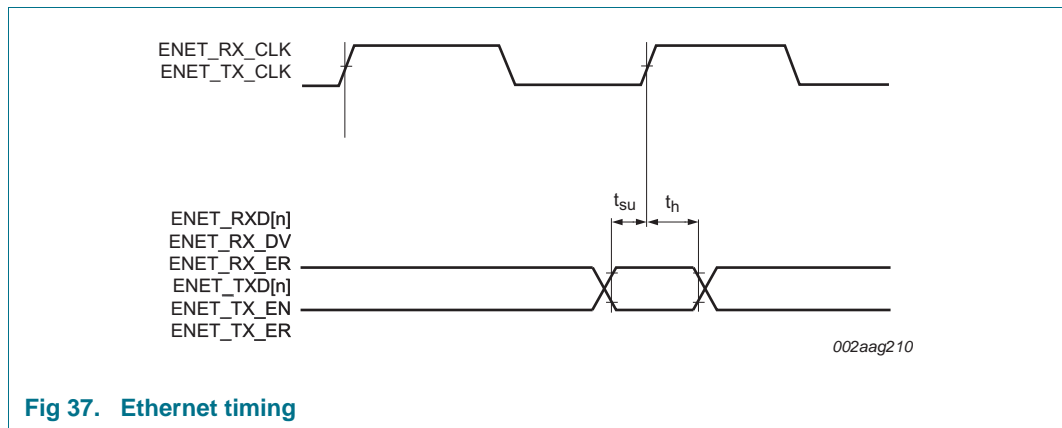 ENET_RX_CLK
ENET_TX_CLK
tsu
th
ENET_RXD[n]
ENET_RX_DV
ENET_RX_ER
ENET_TXD[n]
ENET_TX_EN
ENET_TX_ER
002aag210
Fig 37. Ethernet timing